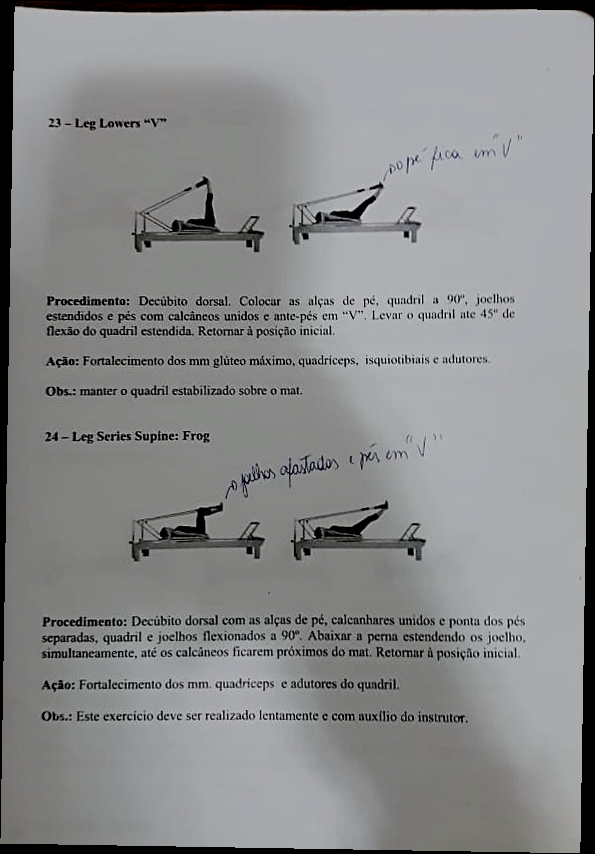 23 – Leg Lowers “V”
o pé fica em "V"
Procedimento: Decúbito dorsal. Colocar as alças de pé, quadril a 90º, joelhos
estendidos e pés com calcâneos unidos e ante-pés em “V”. Levar o quadril ate 45º de
flexão do quadril estendida. Retornar à posição inicial.
Ação: Fortalecimento dos mm glúteo máximo, quadríceps, isquiotibiais e adutores.
Obs.: manter o quadril estabilizado sobre o mat.
24 – Leg Series Supine: Frog
o joelhos afastados e pés em "V"
Procedimento: Decúbito dorsal com as alças de pé, calcanhares unidos e ponta dos pés
separadas, quadril e joelhos flexionados a 90º. Abaixar a perna estendendo os joelho,
simultaneamente, até os calcâneos ficarem próximos do mat. Retornar à posição inicial.
Ação: Fortalecimento dos mm. quadríceps e adutores do quadril.
Obs.: Este exercício deve ser realizado lentamente e com auxílio do instrutor.